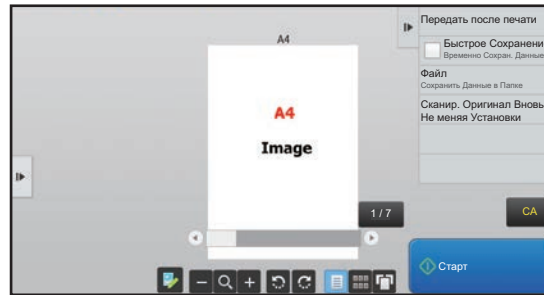 A4
A4
Image
1 / 7
Передать после печати
Быстрое Сохранени
Временно Сохран. Данные
Файл
Сохранить Данные в Папке
Сканир. Оригинал Вновь
Не меняя Установки
CA
Старт